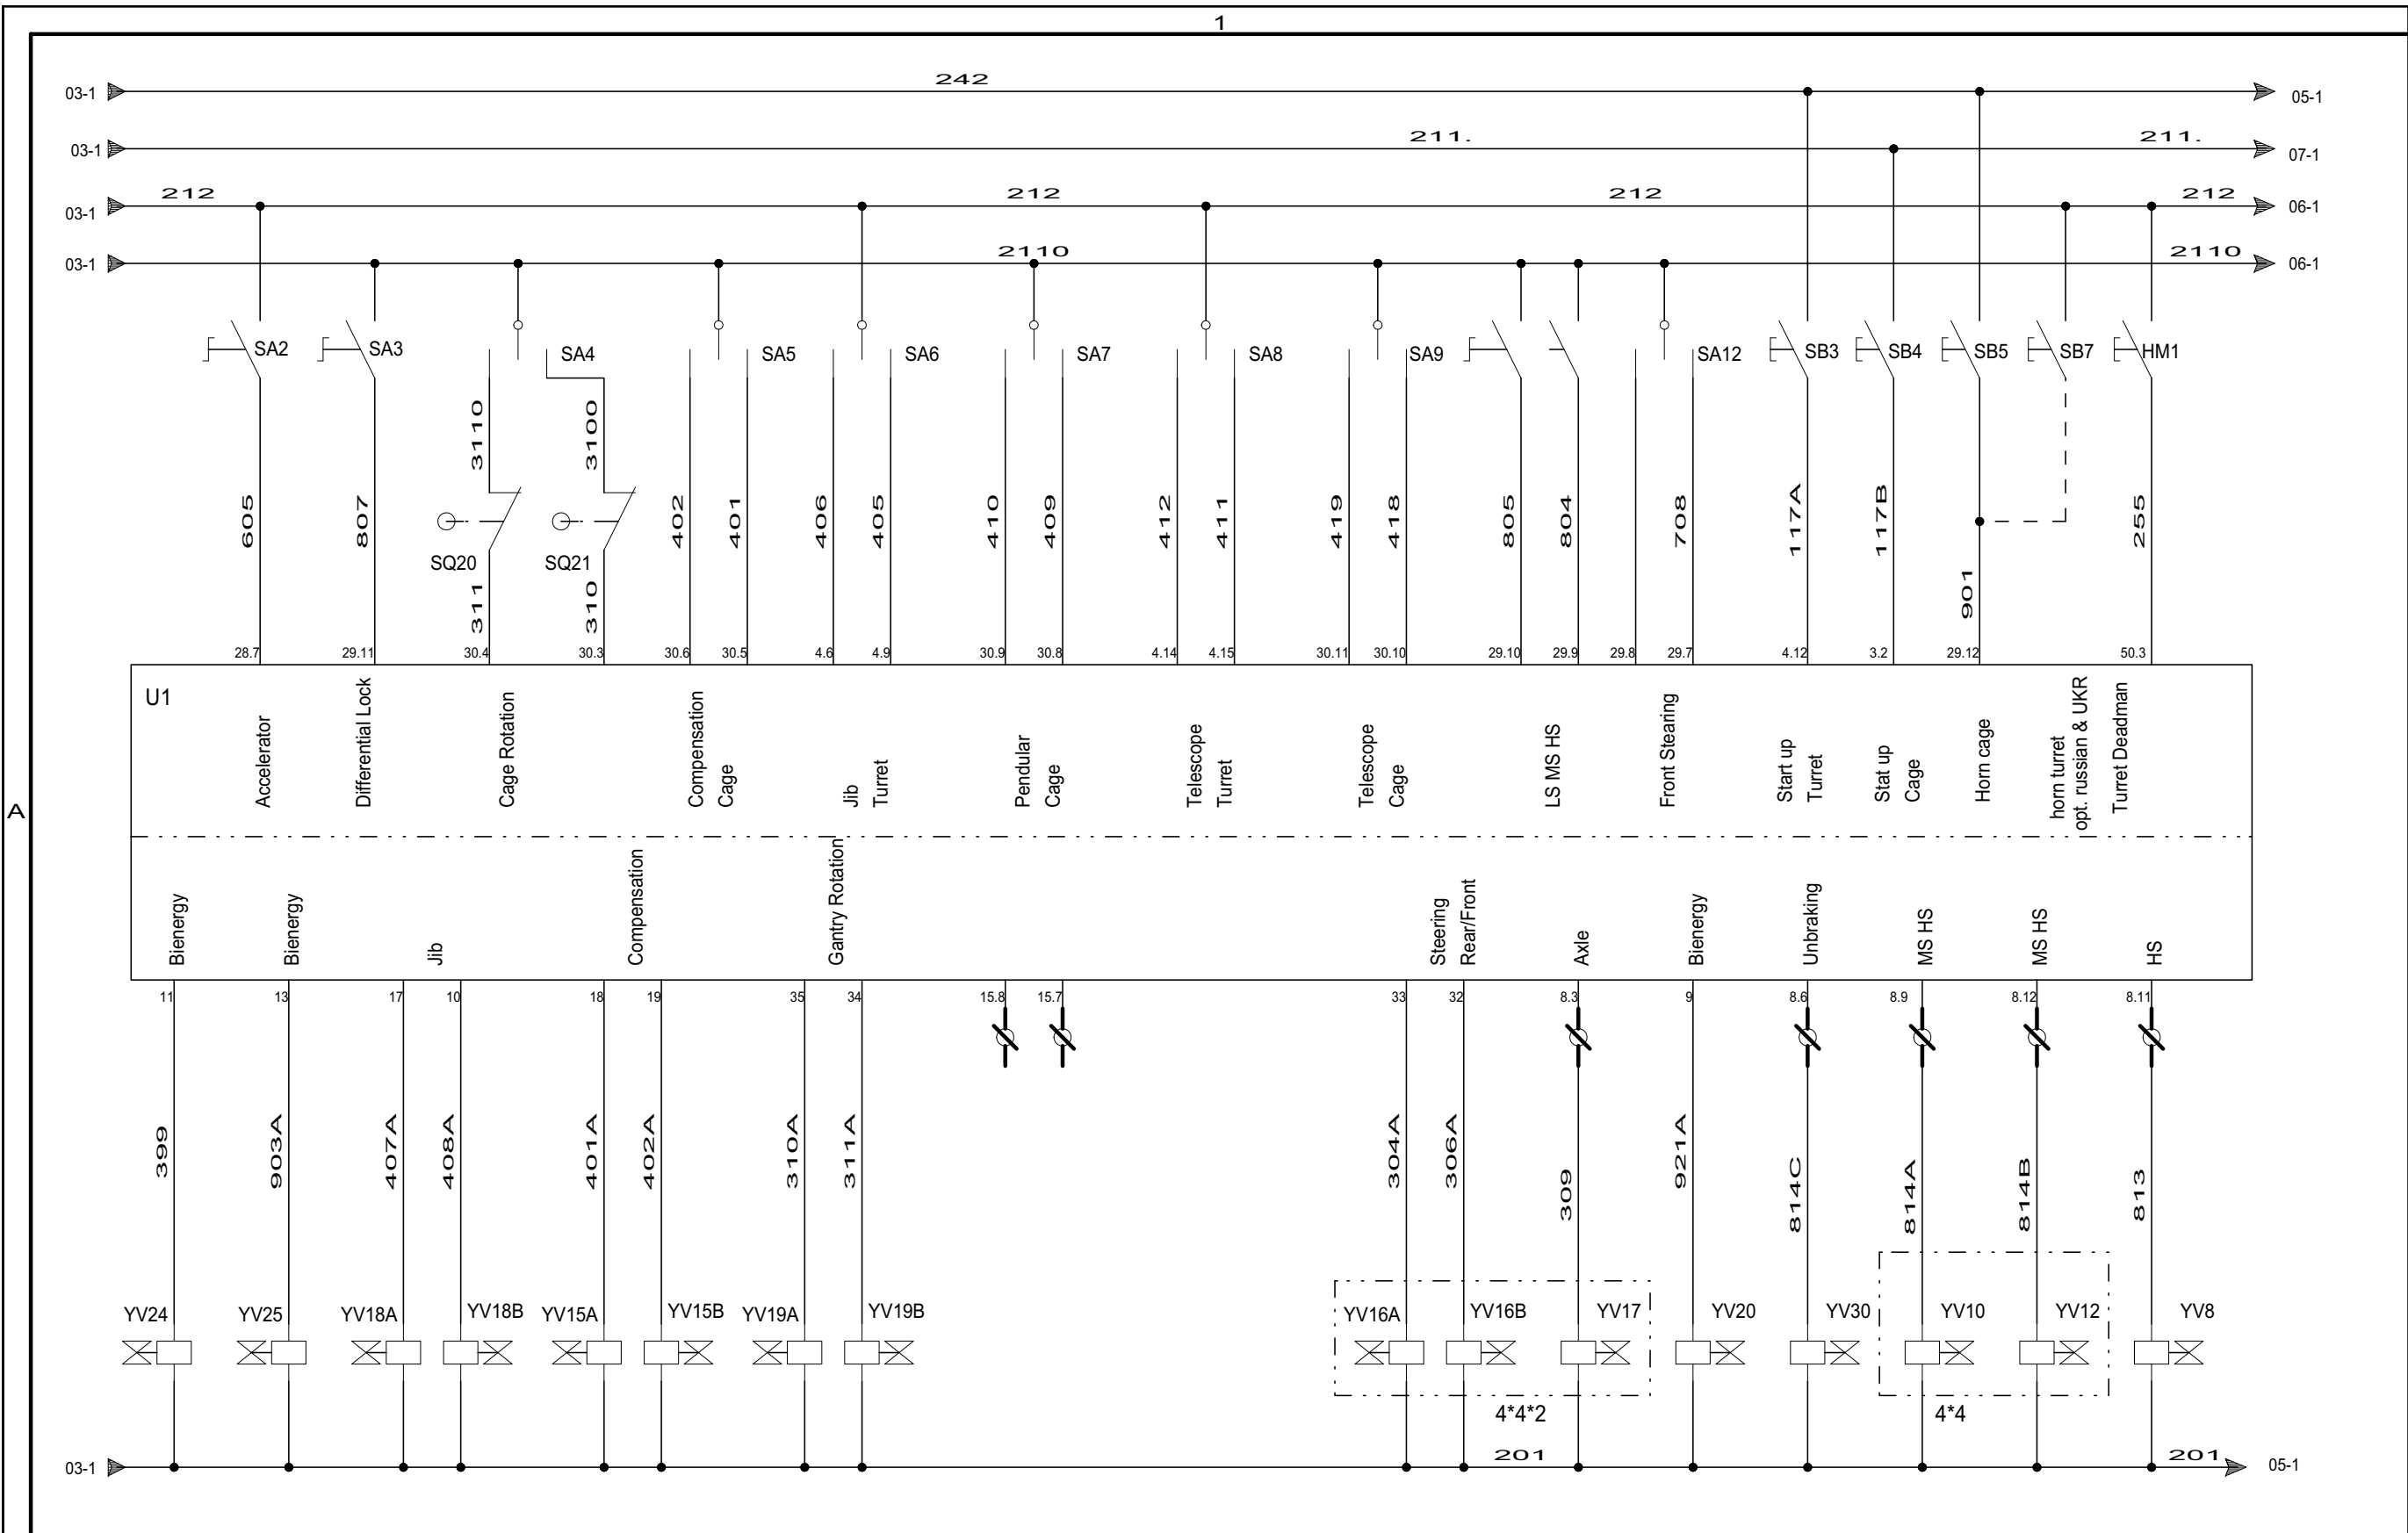 1
242
03-1
05-1
211.
211.
03-1
07-1
212
212
212
212
03-1
06-1
2110
2110
03-1
06-1
SA2
SA3
SA4
SA5
SA6
SA7
SA8
SA9
SA12
SB3
SB4
SB5
SB7
HM1
605
807
3110
3100
SQ20
SQ21
311
310
402
401
406
405
410
409
412
411
419
418
805
804
708
117A
117B
901
255
28.7
29.11
30.4
30.3
30.6
30.5
4.6
4.9
30.9
30.8
4.14
4.15
30.11
30.10
29.10
29.9
29.8
29.7
4.12
3.2
29.12
50.3
U1
Accelerator
Differential Lock
Cage Rotation
Compensation
Cage
Jib
Turret
Pendular
Cage
Telescope
Turret
Telescope
Cage
LS MS HS
Front Stearing
Start up
Turret
Stat up
Cage
Horn cage
horn turret
opt. russian & UKR
Turret Deadman
A
Bienergy
Bienergy
Jib
Compensation
Gantry Rotation
Steering
Rear/Front
Axle
Bienergy
Unbraking
MS HS
MS HS
HS
11
13
17
10
18
19
35
34
15.8
15.7
33
32
8.3
9
8.6
8.9
8.12
8.11
399
903A
407A
408A
401A
402A
310A
311A
304A
306A
309
921A
814C
814A
814B
813
YV24
YV25
YV18A
YV18B
YV15A
YV15B
YV19A
YV19B
YV16A
YV16B
YV17
YV20
YV30
YV10
YV12
YV8
4*4*2
4*4
201
201
03-1
05-1